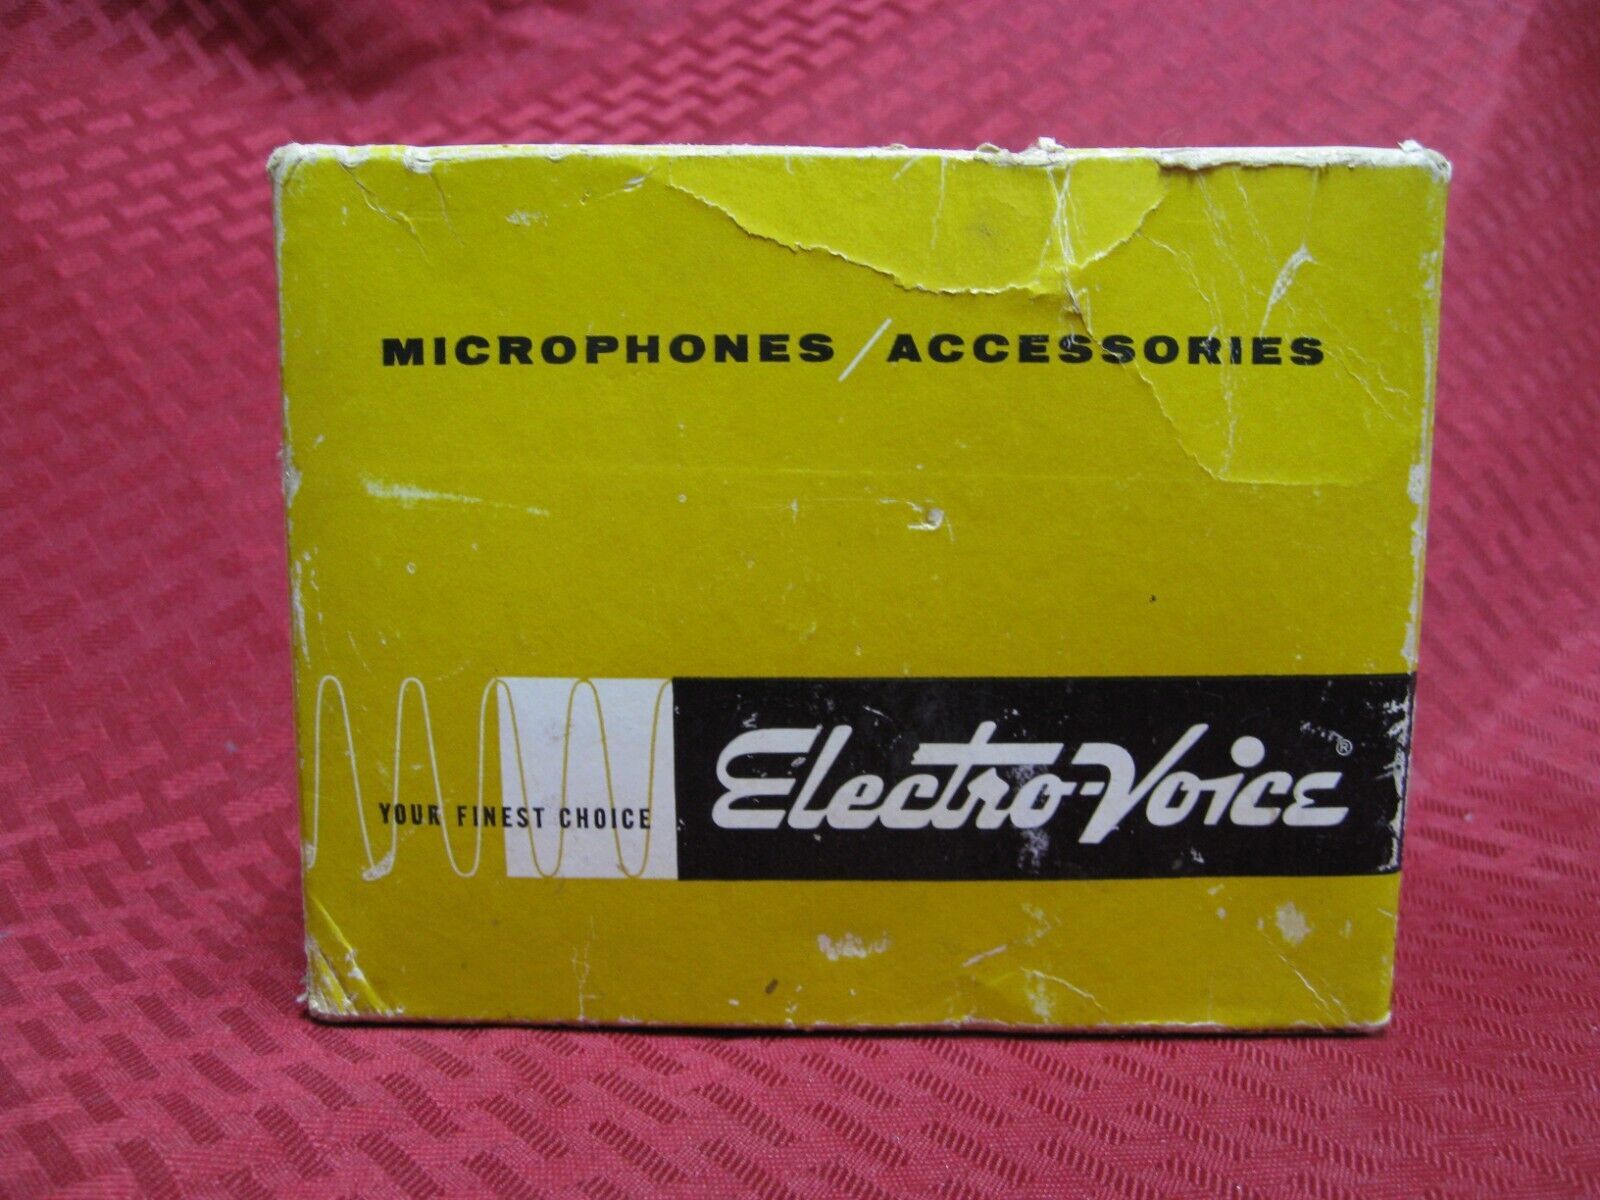 MICROPHONES / ACCESSORIES
YOUR FINEST CHOICE
Electro-Voice®